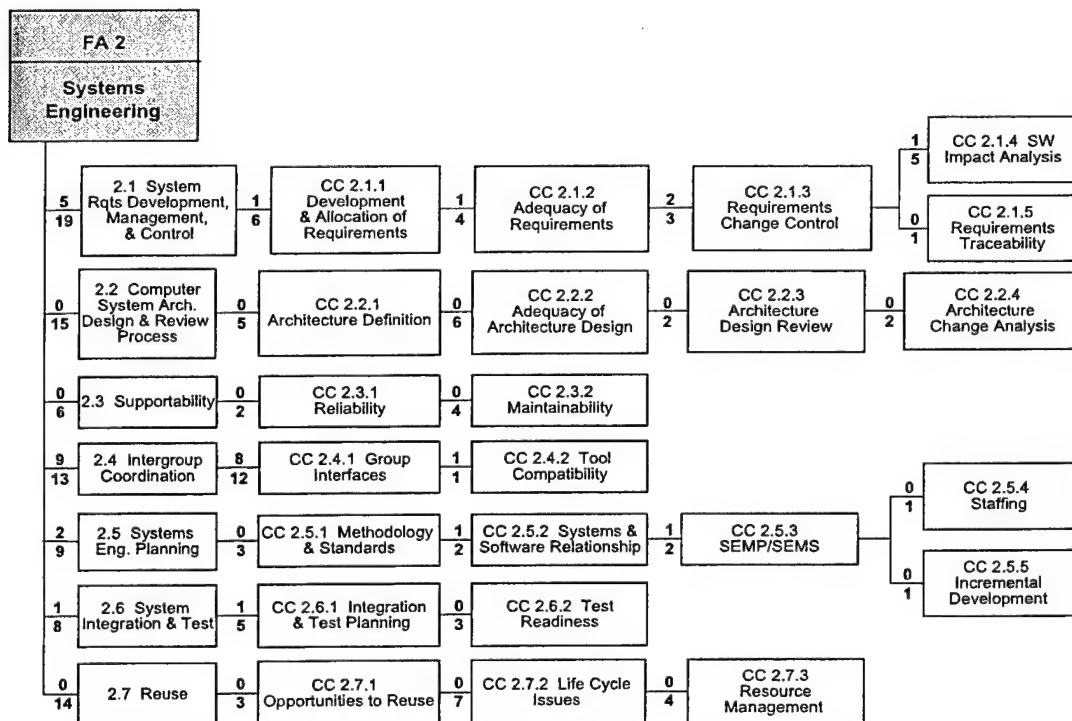 FA 2
Systems
Engineering
5
19
2.1 System
Rqts Development,
Management,
& Control
1
6
CC 2.1.1
Development
& Allocation of
Requirements
1
4
CC 2.1.2
Adequacy of
Requirements
2
3
CC 2.1.3
Requirements
Change Control
1
5
CC 2.1.4 SW
Impact Analysis
0
1
CC 2.1.5
Requirements
Traceability
0
15
2.2 Computer
System Arch.
Design & Review
Process
0
5
CC 2.2.1
Architecture Definition
0
6
CC 2.2.2
Adequacy of
Architecture Design
0
2
CC 2.2.3
Architecture
Design Review
0
2
CC 2.2.4
Architecture
Change Analysis
0
6
2.3 Supportability
0
2
CC 2.3.1
Reliability
0
4
CC 2.3.2
Maintainability
9
13
2.4 Intergroup
Coordination
8
12
CC 2.4.1 Group
Interfaces
1
1
CC 2.4.2 Tool
Compatibility
2
9
2.5 Systems
Eng. Planning
0
3
CC 2.5.1 Methodology
& Standards
1
2
CC 2.5.2 Systems &
Software Relationship
1
2
CC 2.5.3
SEMP/SEMS
0
1
CC 2.5.4
Staffing
0
1
CC 2.5.5
Incremental
Development
1
8
2.6 System
Integration & Test
1
5
CC 2.6.1 Integration
& Test Planning
0
3
CC 2.6.2 Test
Readiness
0
14
2.7 Reuse
0
3
CC 2.7.1
Opportunities to Reuse
0
7
CC 2.7.2 Life Cycle
Issues
0
4
CC 2.7.3
Resource
Management